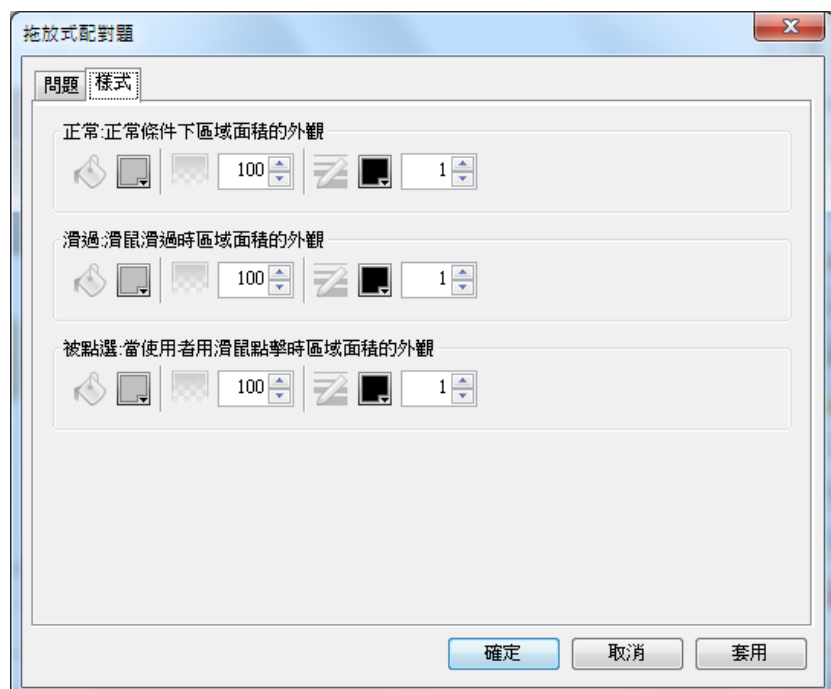 拖放式配對題
問題 樣式
正常:正常條件下區域面積的外觀
100 1
滑過:滑鼠滑過時區域面積的外觀
100 1
被點選:當使用者用滑鼠點擊時區域面積的外觀
100 1
確定 取消 套用